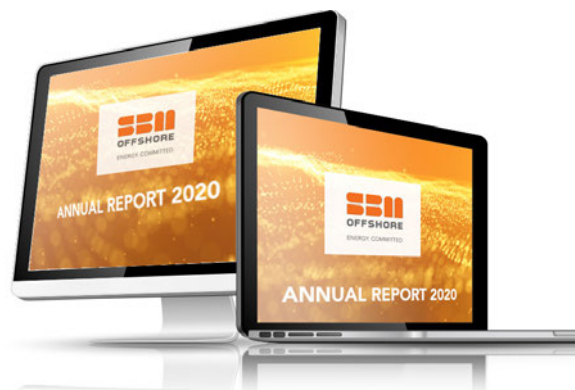 SBM
OFFSHORE
ENERGY. COMMITTED.
ANNUAL REPORT 2020
SBM
OFFSHORE
ENERGY. COMMITTED.
ANNUAL REPORT 2020